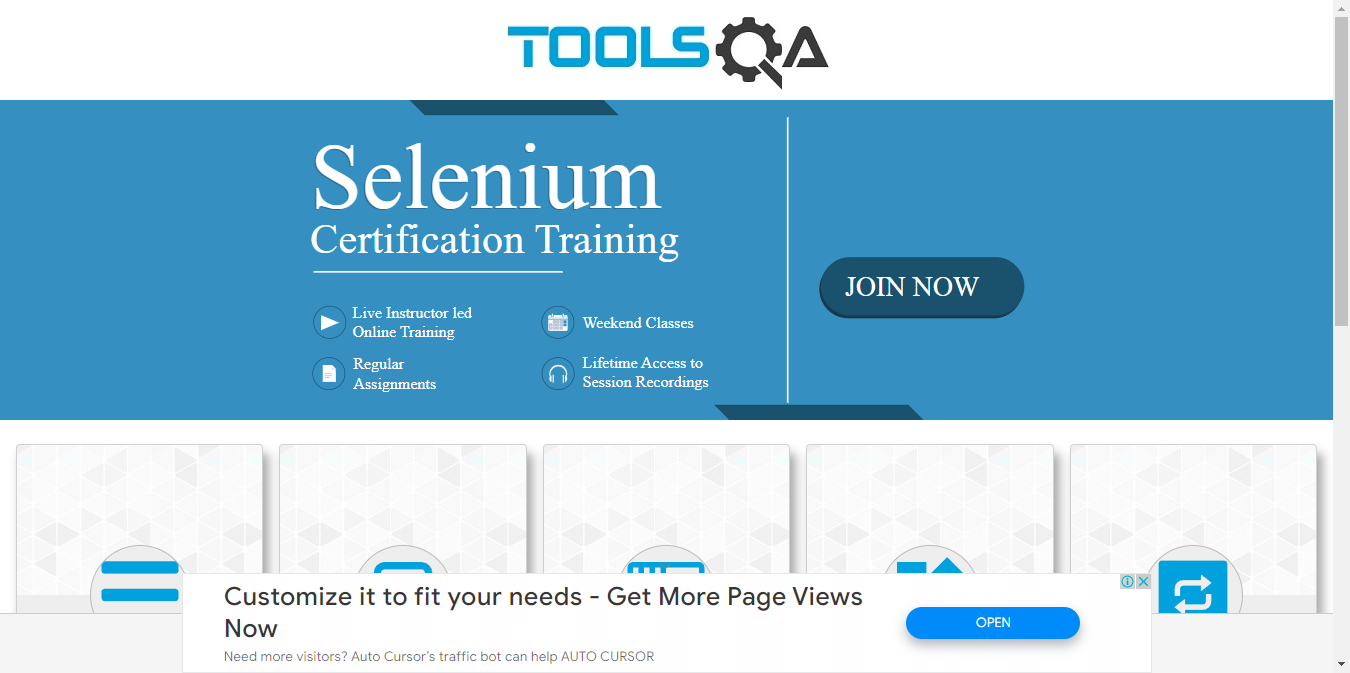 TOOLSQA
Selenium
Certification Training
Live Instructor led
Online Training
Weekend Classes
Regular
Assignments
Lifetime Access to
Session Recordings
JOIN NOW
Customize it to fit your needs - Get More Page Views
Now
Need more visitors? Auto Cursor's traffic bot can help AUTO CURSOR
OPEN